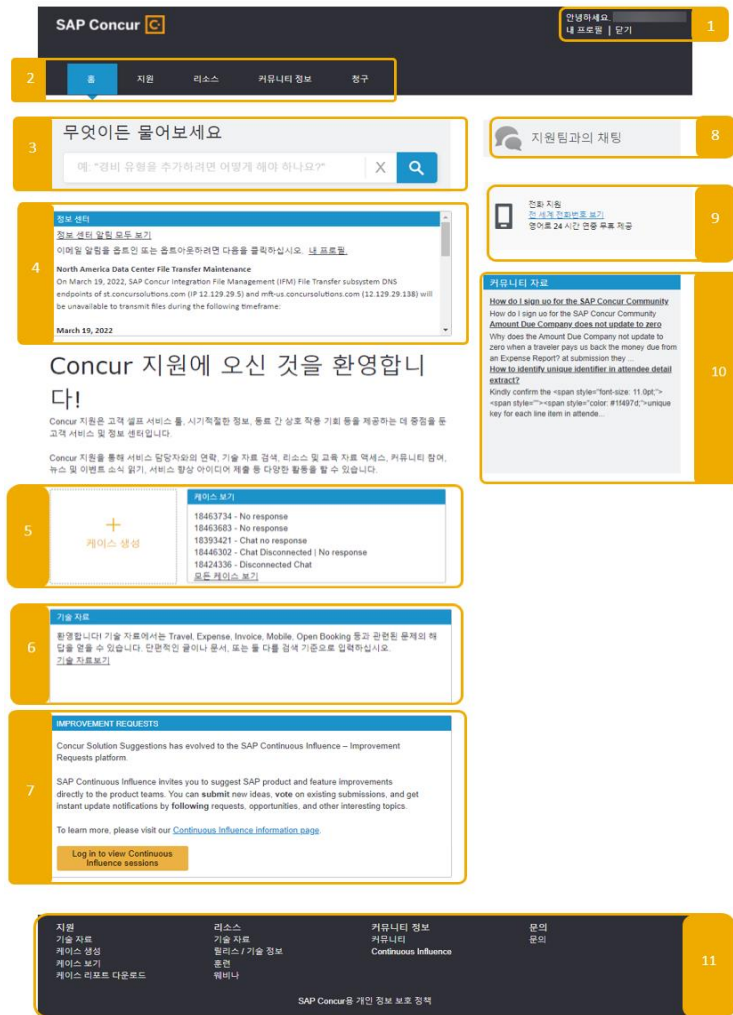 SAP Concur
안녕하세요.
내 프로필 | 닫기
1
2
홈 지원 리소스 커뮤니티 정보 청구
3
무엇이든 물어보세요
예: "경비 유형을 추가하려면 어떻게 해야 하나요?" X
8
지원팀과의 채팅
4
정보 센터
정보 센터 알림 모두 보기
이메일 알림을 옵트인 또는 옵트아웃하려면 다음을 클릭하십시오. 내 프로필.
North America Data Center File Transfer Maintenance
On March 19, 2022, SAP Concur Integration File Management (IFM) File Transfer subsystem DNS
endpoints of st.concursolutions.com (IP 12.129.29.5) and mft-us.concursolutions.com (12.129.29.138) will
be unavailable to transmit files during the following timeframe:
March 19, 2022
9
전화 지원
전 세계 전화번호 보기
영어로 24 시간 연중 무휴 제공
10
커뮤니티 자료
How do I sign uo for the SAP Concur Community
How do I sign uo for the SAP Concur Community
Amount Due Company does not update to zero
Why does the Amount Due Company not update to
zero when a traveler pays us back the money due from
an Expense Report? at submission they ...
How to identify unique identifier in attendee detail
extract?
Kindly confirm the <span style="font-size: 11.0pt;">
<span style=""><span style="color: #1f497d;">unique
key for each line item in attende...
Concur 지원에 오신 것을 환영합니
다!
Concur 지원은 고객 셀프 서비스 툴, 시기적절한 정보, 동료 간 상호 작용 기회 등을 제공하는 데 중점을 둔
고객 서비스 및 정보 센터입니다.
Concur 지원을 통해 서비스 담당자와의 연락, 기술 자료 검색, 리소스 및 교육 자료 액세스, 커뮤니티 참여,
뉴스 및 이벤트 소식 읽기, 서비스 향상 아이디어 제출 등 다양한 활동을 할 수 있습니다.
5
케이스 생성
케이스 보기
18463734 - No response
18463683 - No response
18393421 - Chat no response
18446302 - Chat Disconnected | No response
18424336 - Disconnected Chat
모든 케이스 보기
6
기술 자료
환영합니다! 기술 자료에서는 Travel, Expense, Invoice, Mobile, Open Booking 등과 관련된 문제의 해
답을 얻을 수 있습니다. 단편적인 글이나 문서, 또는 둘 다를 검색 기준으로 입력하십시오.
기술 자료보기
7
IMPROVEMENT REQUESTS
Concur Solution Suggestions has evolved to the SAP Continuous Influence – Improvement
Requests platform.
SAP Continuous Influence invites you to suggest SAP product and feature improvements
directly to the product teams. You can submit new ideas, vote on existing submissions, and get
instant update notifications by following requests, opportunities, and other interesting topics.
To learn more, please visit our Continuous Influence information page.
Log in to view Continuous
Influence sessions
11
지원 리소스 커뮤니티 정보 문의
기술 자료 기술 자료 커뮤니티 문의
케이스 생성 릴리스 / 기술 정보 Continuous Influence
케이스 보기 훈련
케이스 리포트 다운로드 웨비나
SAP Concur용 개인 정보 보호 정책